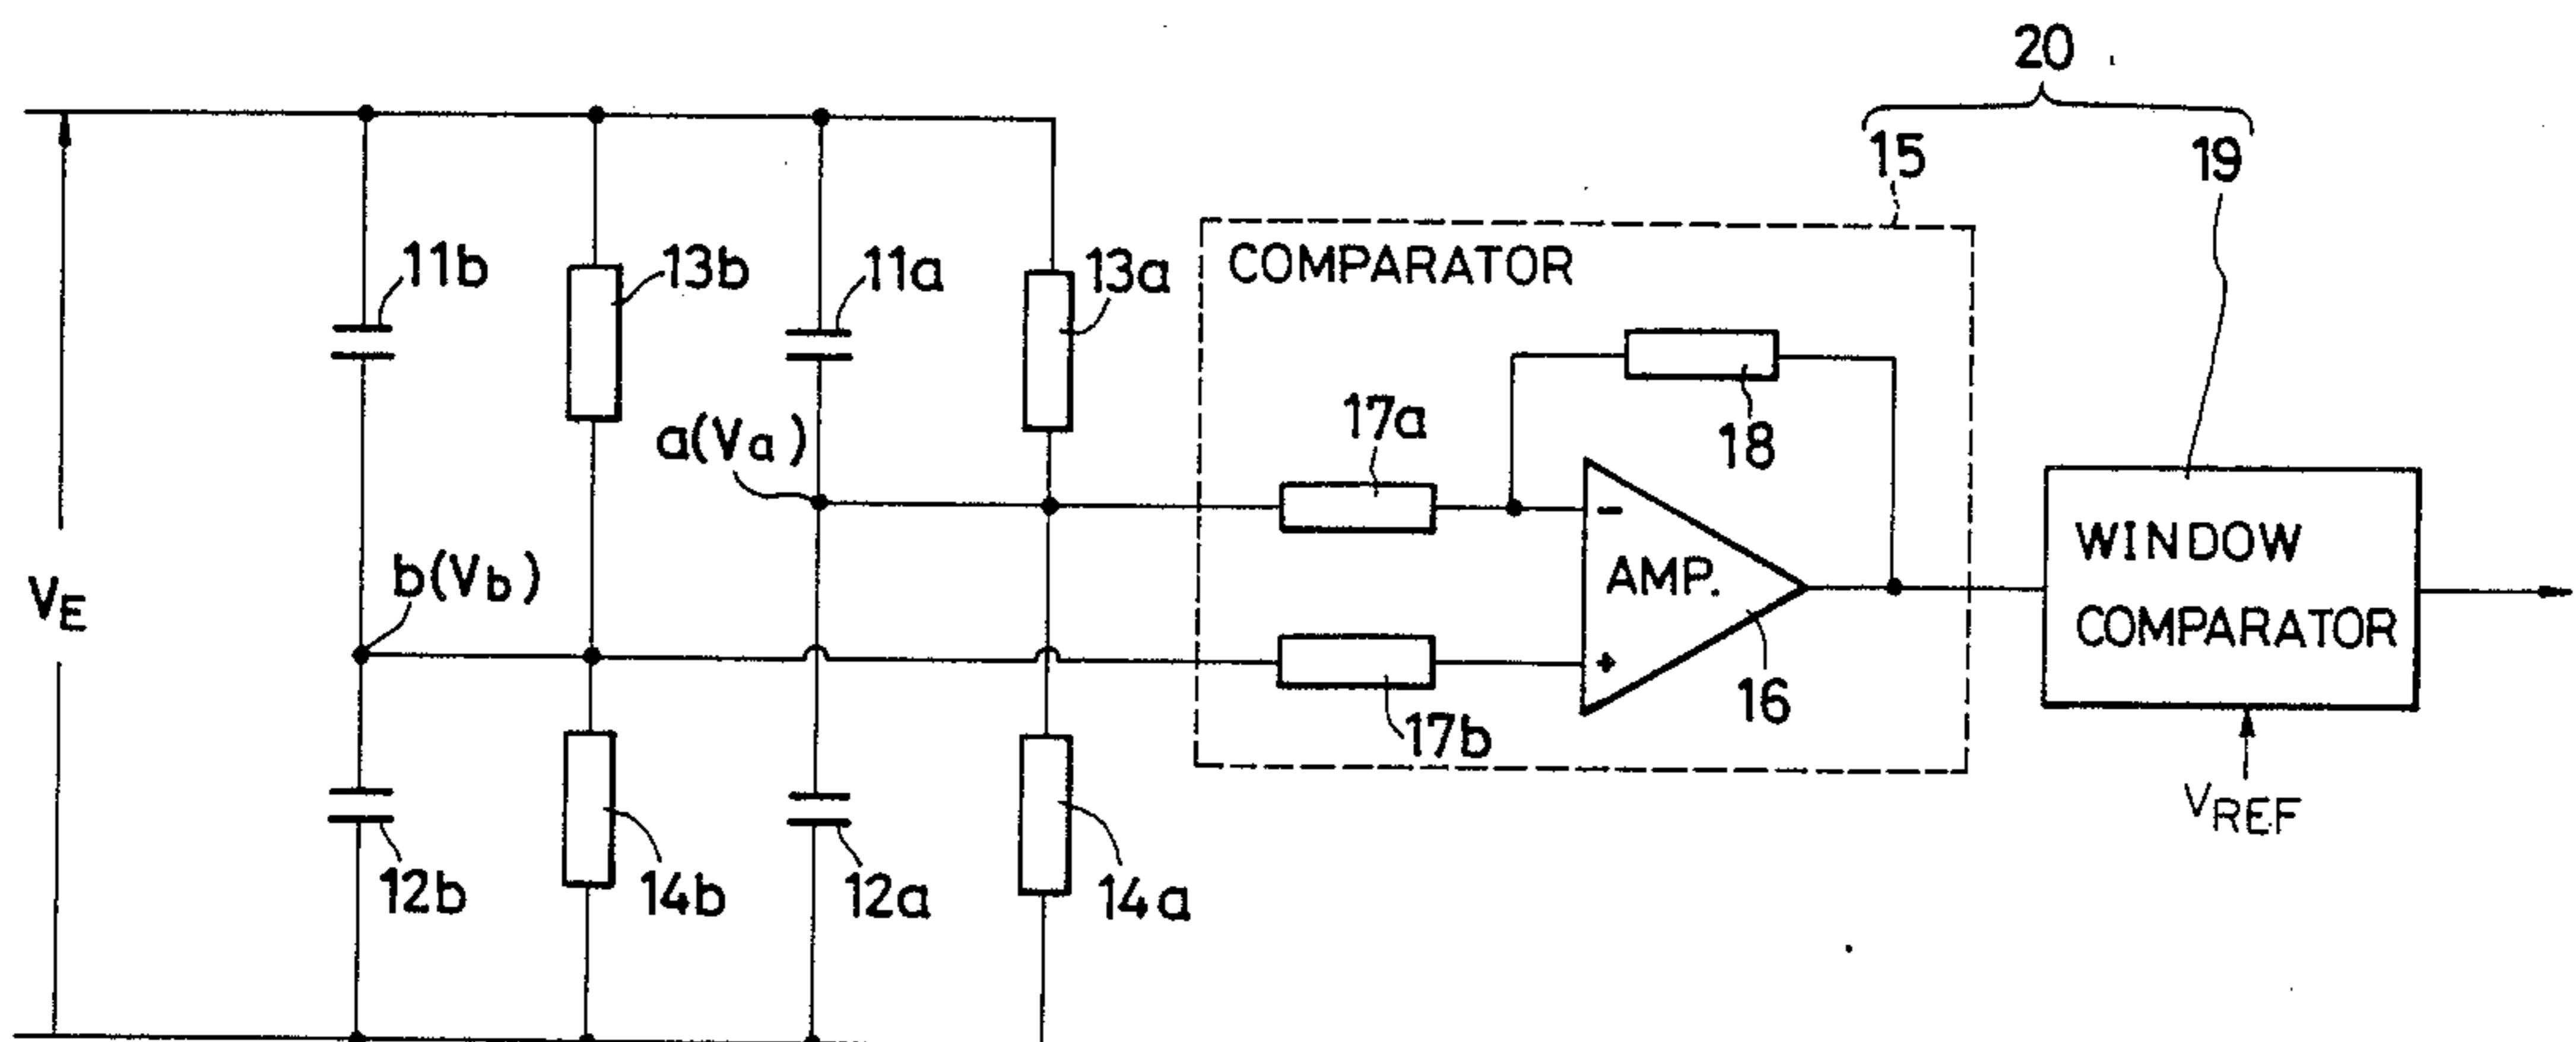 20
15
19
11b
13b
11a
13a
COMPARATOR
17a
18
a(Va)
b(Vb)
VE
AMP.
WINDOW
COMPARATOR
16
17b
VREF
12b
14b
12a
14a
-
+